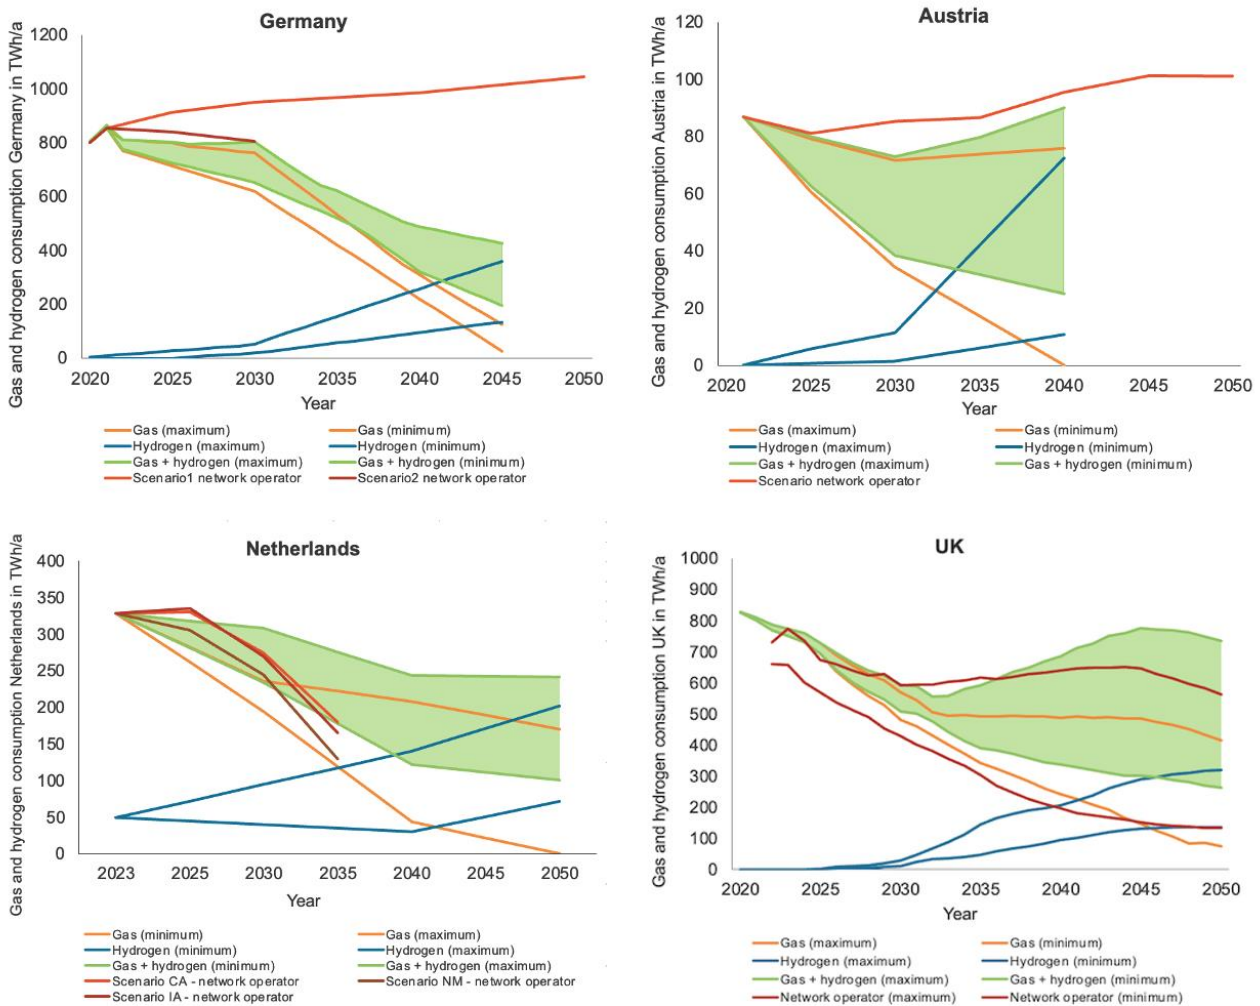 Germany
Gas and hydrogen consumption Germany in TWh/a
1200
1000
800
600
400
200
0
2020 2025 2030 2035 2040 2045 2050
Year
Gas (maximum) Gas (minimum)
Hydrogen (maximum) Hydrogen (minimum)
Gas + hydrogen (maximum) Gas + hydrogen (minimum)
Scenario1 network operator Scenario2 network operator
Austria
Gas and hydrogen consumption Austria in TWh/a
120
100
80
60
40
20
0
2020 2025 2030 2035 2040 2045 2050
Year
Gas (maximum) Gas (minimum)
Hydrogen (maximum) Hydrogen (minimum)
Gas + hydrogen (maximum) Gas + hydrogen (minimum)
Scenario network operator
Netherlands
Gas and hydrogen consumption Netherlands in TWh/a
400
350
300
250
200
150
100
50
0
2023 2025 2030 2035 2040 2045 2050
Year
Gas (minimum) Gas (maximum)
Hydrogen (minimum) Hydrogen (maximum)
Gas + hydrogen (minimum) Gas + hydrogen (maximum)
Scenario CA - network operator Scenario NM - network operator
Scenario IA - network operator
UK
Gas and hydrogen consumption UK in TWh/a
1000
900
800
700
600
500
400
300
200
100
0
2020 2025 2030 2035 2040 2045 2050
Year
Gas (maximum) Gas (minimum)
Hydrogen (maximum) Hydrogen (minimum)
Gas + hydrogen (maximum) Gas + hydrogen (minimum)
Network operator (maximum) Network operator (minimum)